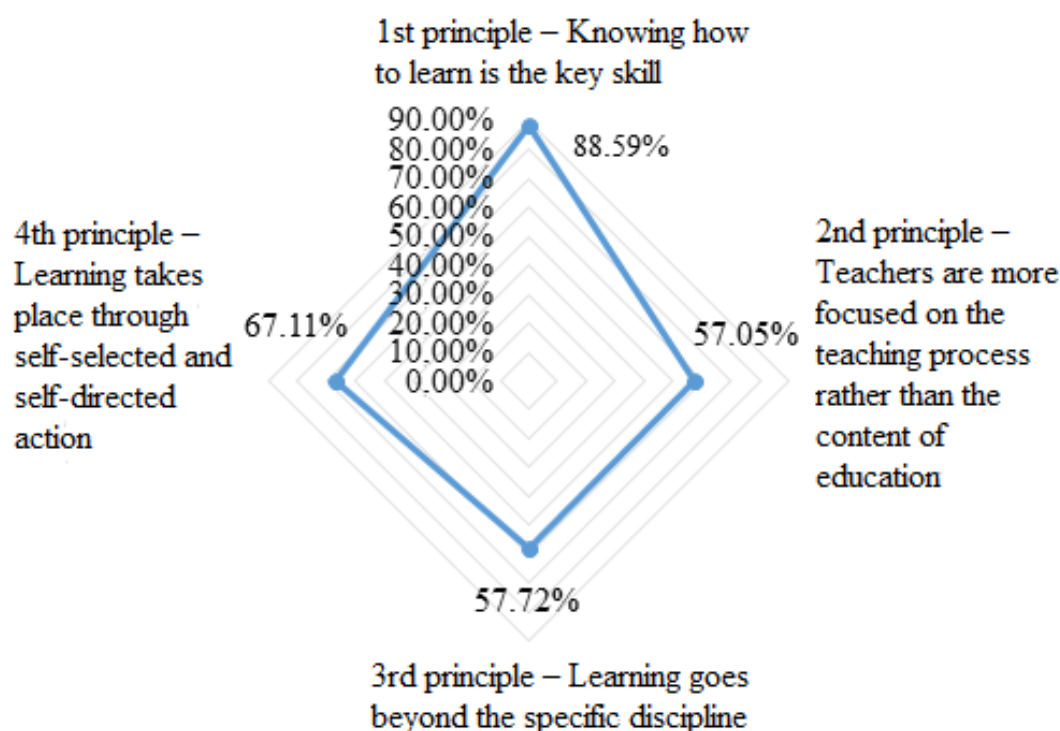 1st principle – Knowing how
to learn is the key skill
90.00%
80.00%
70.00%
60.00%
50.00%
40.00%
30.00%
20.00%
10.00%
0.00%
88.59%
2nd principle –
Teachers are more
focused on the
teaching process
rather than the
content of
education
57.05%
3rd principle – Learning goes
beyond the specific discipline
57.72%
4th principle –
Learning takes
place through
self-selected and
self-directed
action
67.11%